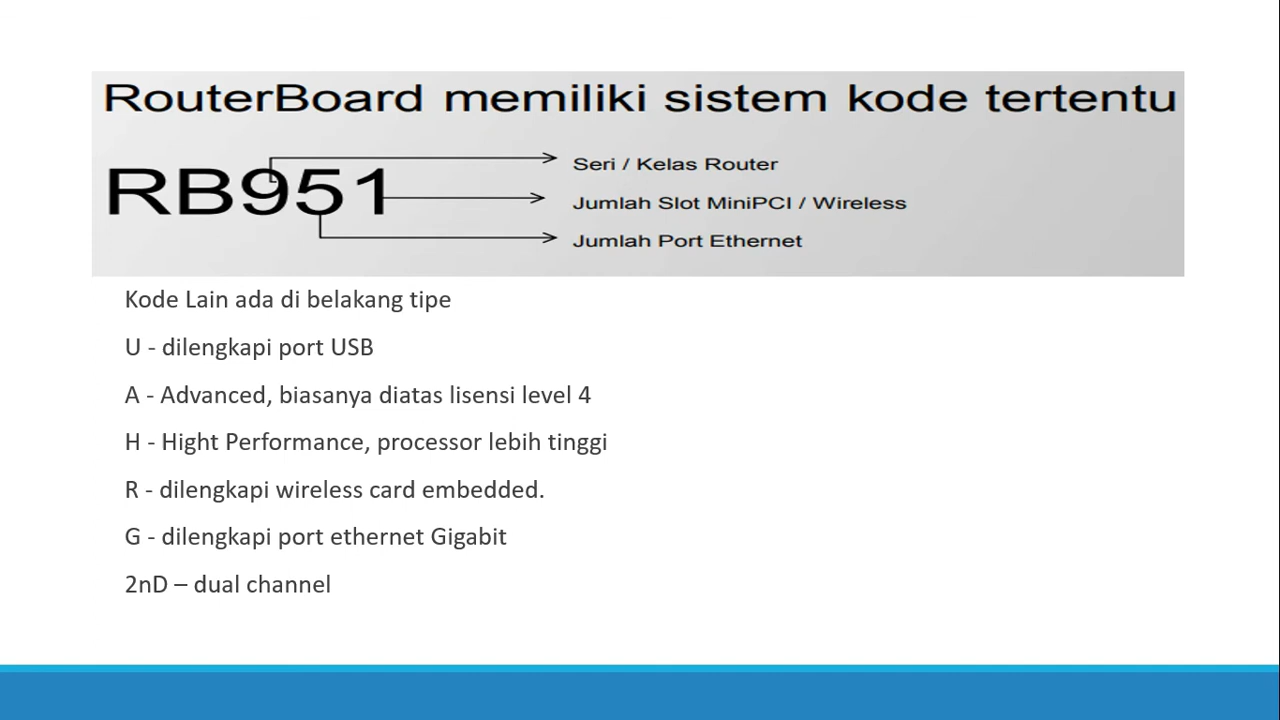 RouterBoard memiliki sistem kode tertentu
RB951
Seri / Kelas Router
Jumlah Slot MiniPCI / Wireless
Jumlah Port Ethernet
Kode Lain ada di belakang tipe
U - dilengkapi port USB
A - Advanced, biasanya diatas lisensi level 4
H - Hight Performance, processor lebih tinggi
R - dilengkapi wireless card embedded.
G - dilengkapi port ethernet Gigabit
2nD – dual channel